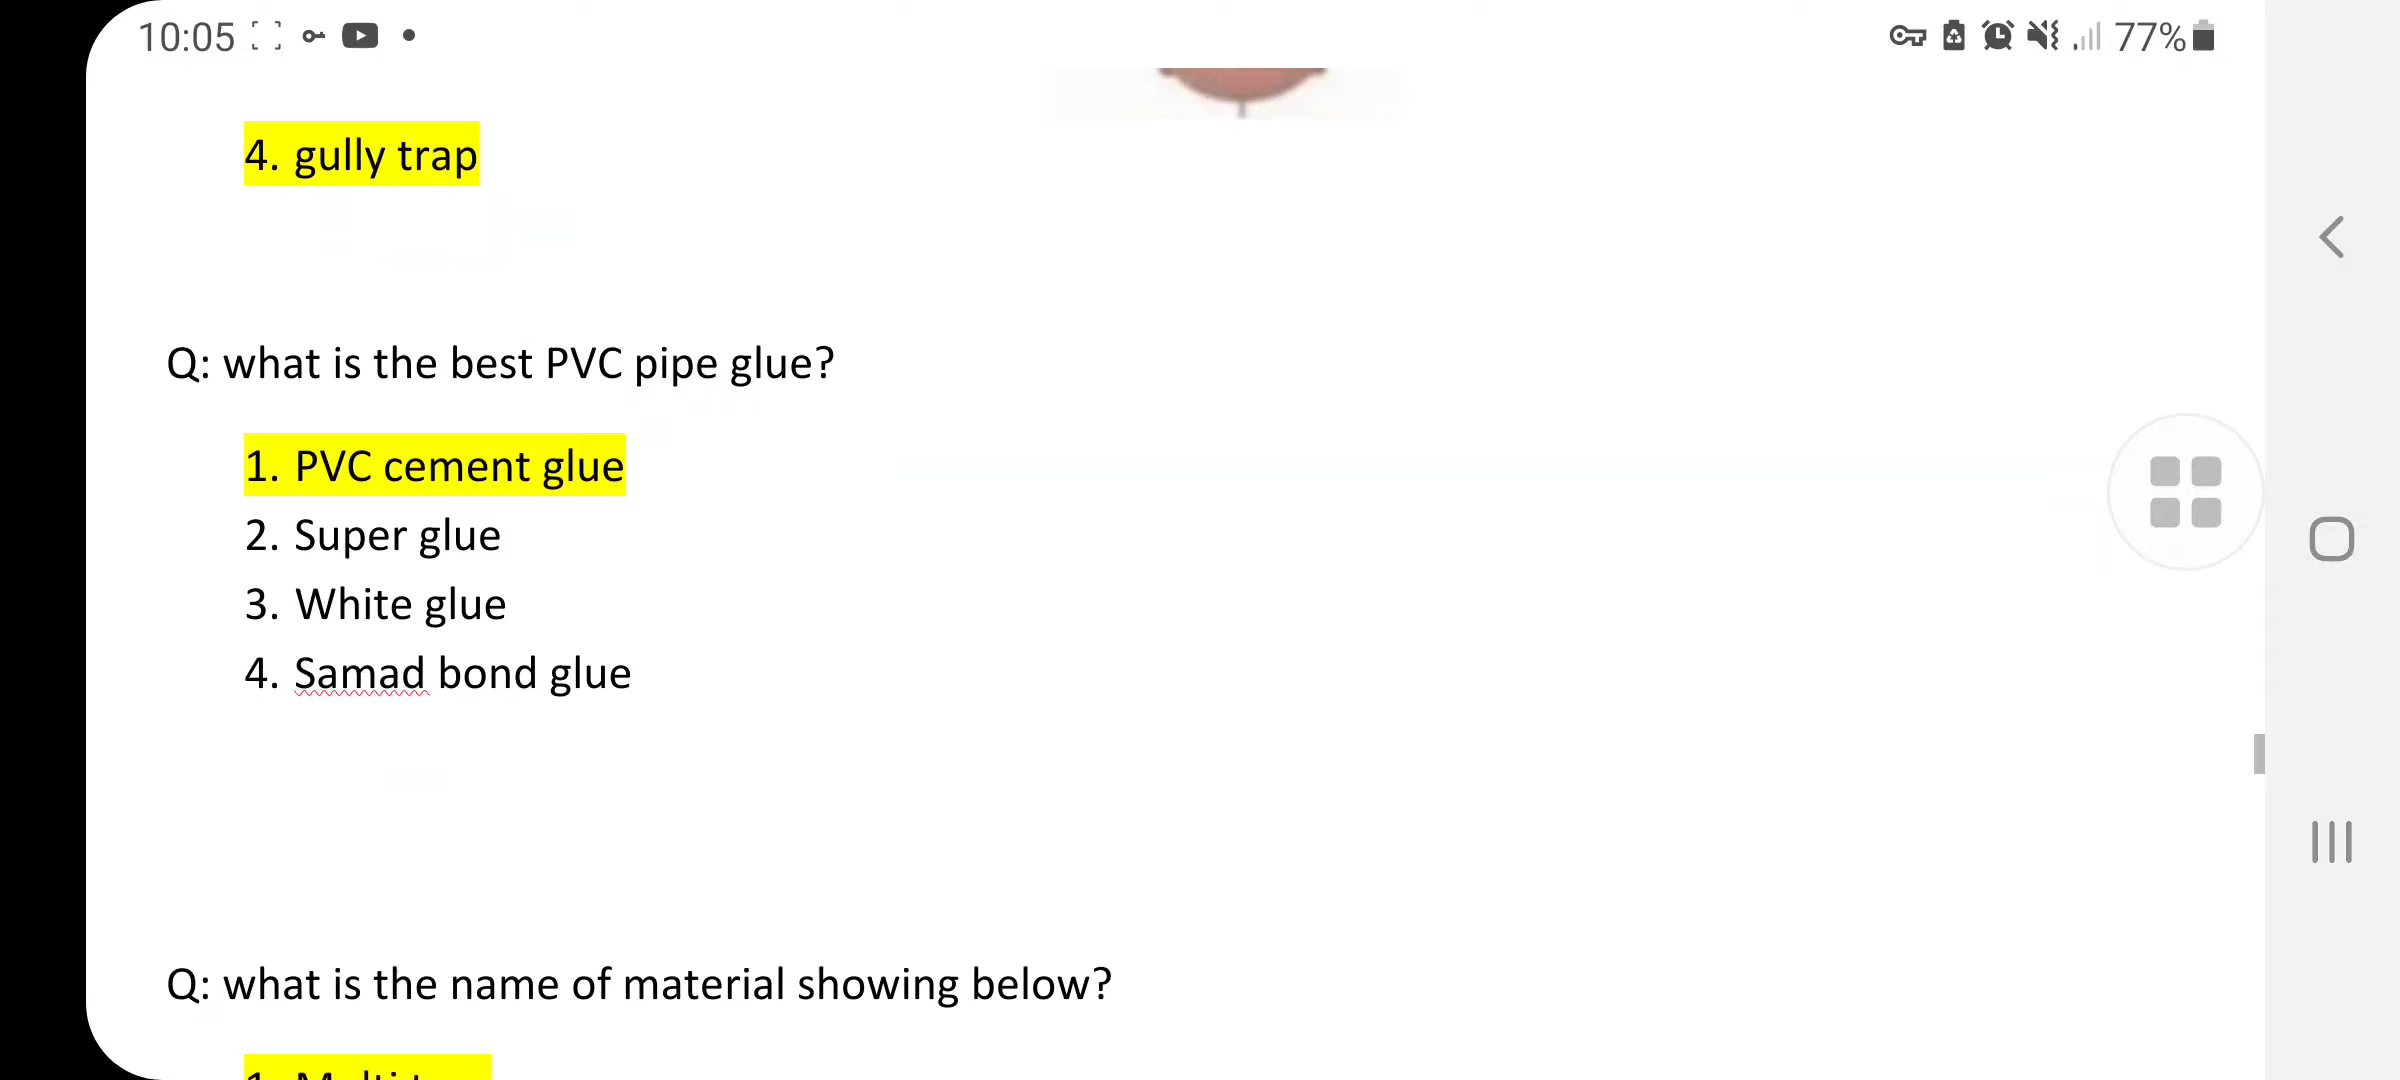 10:05 77%
4. gully trap
Q: what is the best PVC pipe glue?
1. PVC cement glue
2. Super glue
3. White glue
4. Samad bond glue
Q: what is the name of material showing below?